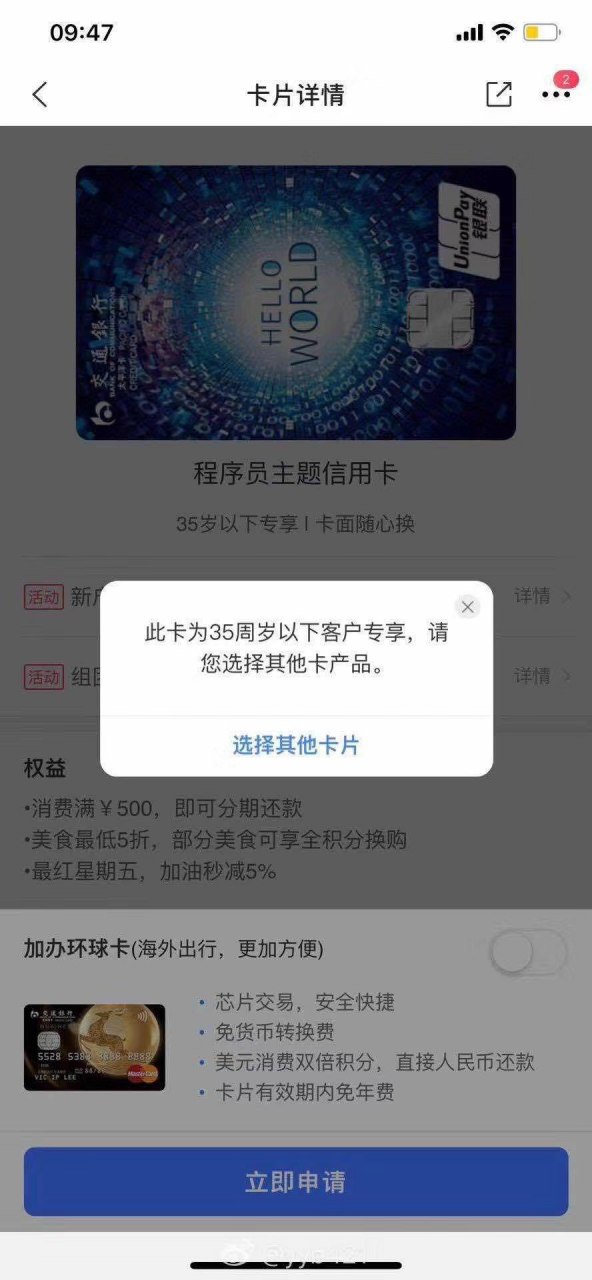 09:47
卡片详情
2
UnionPay
银联
HELLO
WORLD
交通银行
BANK OF COMMUNICATIONS
CREDIT CARD
程序员主题信用卡
35岁以下专享 | 卡面随心换
活动 新户
详情
此卡为35周岁以下客户专享，请
您选择其他卡产品。
活动 组团
详情
选择其他卡片
权益
•消费满￥500，即可分期还款
•美食最低5折，部分美食可享全积分换购
•最红星期五，加油秒减5%
加办环球卡(海外出行，更加方便)
交通银行
VIC IP LEE
MasterCard
• 芯片交易，安全快捷
• 免货币转换费
• 美元消费双倍积分，直接人民币还款
• 卡片有效期内免年费
立即申请